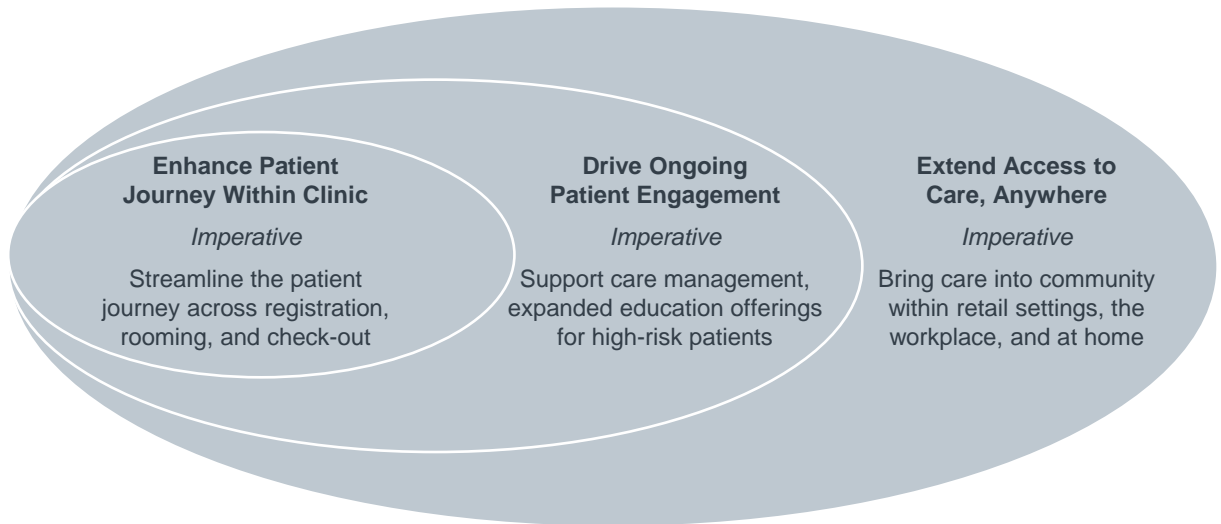 Enhance Patient
Journey Within Clinic
Imperative
Streamline the patient
journey across registration,
rooming, and check-out
Drive Ongoing
Patient Engagement
Imperative
Support care management,
expanded education offerings
for high-risk patients
Extend Access to
Care, Anywhere
Imperative
Bring care into community
within retail settings, the
workplace, and at home